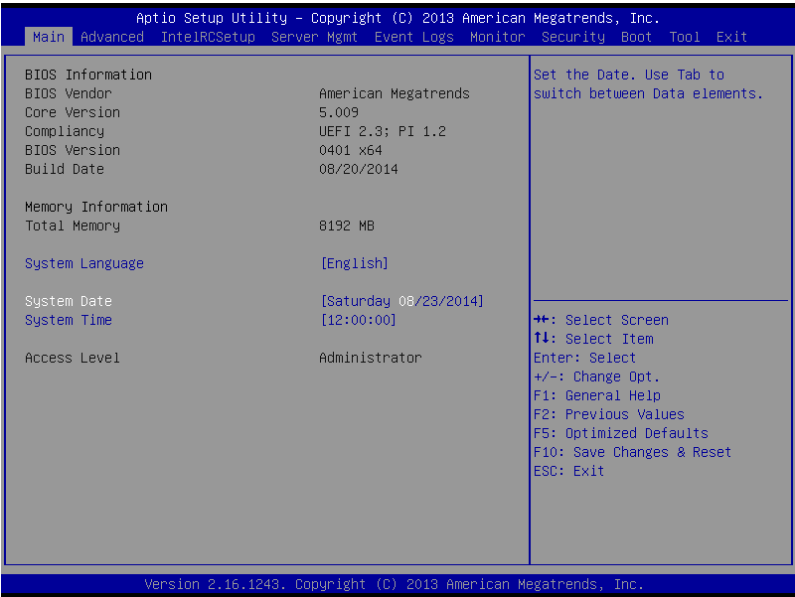 Aptio Setup Utility – Copyright (C) 2013 American Megatrends, Inc.
Main Advanced IntelRCSetup Server Mgmt Event Logs Monitor Security Boot Tool Exit
BIOS Information
BIOS Vendor American Megatrends
Core Version 5.009
Compliancy UEFI 2.3; PI 1.2
BIOS Version 0401 x64
Build Date 08/20/2014
Memory Information
Total Memory 8192 MB
System Language [English]
System Date [Saturday 08/23/2014]
System Time [12:00:00]
Access Level Administrator
Set the Date. Use Tab to
switch between Data elements.
→←: Select Screen
↑↓: Select Item
Enter: Select
+/-: Change Opt.
F1: General Help
F2: Previous Values
F5: Optimized Defaults
F10: Save Changes & Reset
ESC: Exit
Version 2.16.1243. Copyright (C) 2013 American Megatrends, Inc.